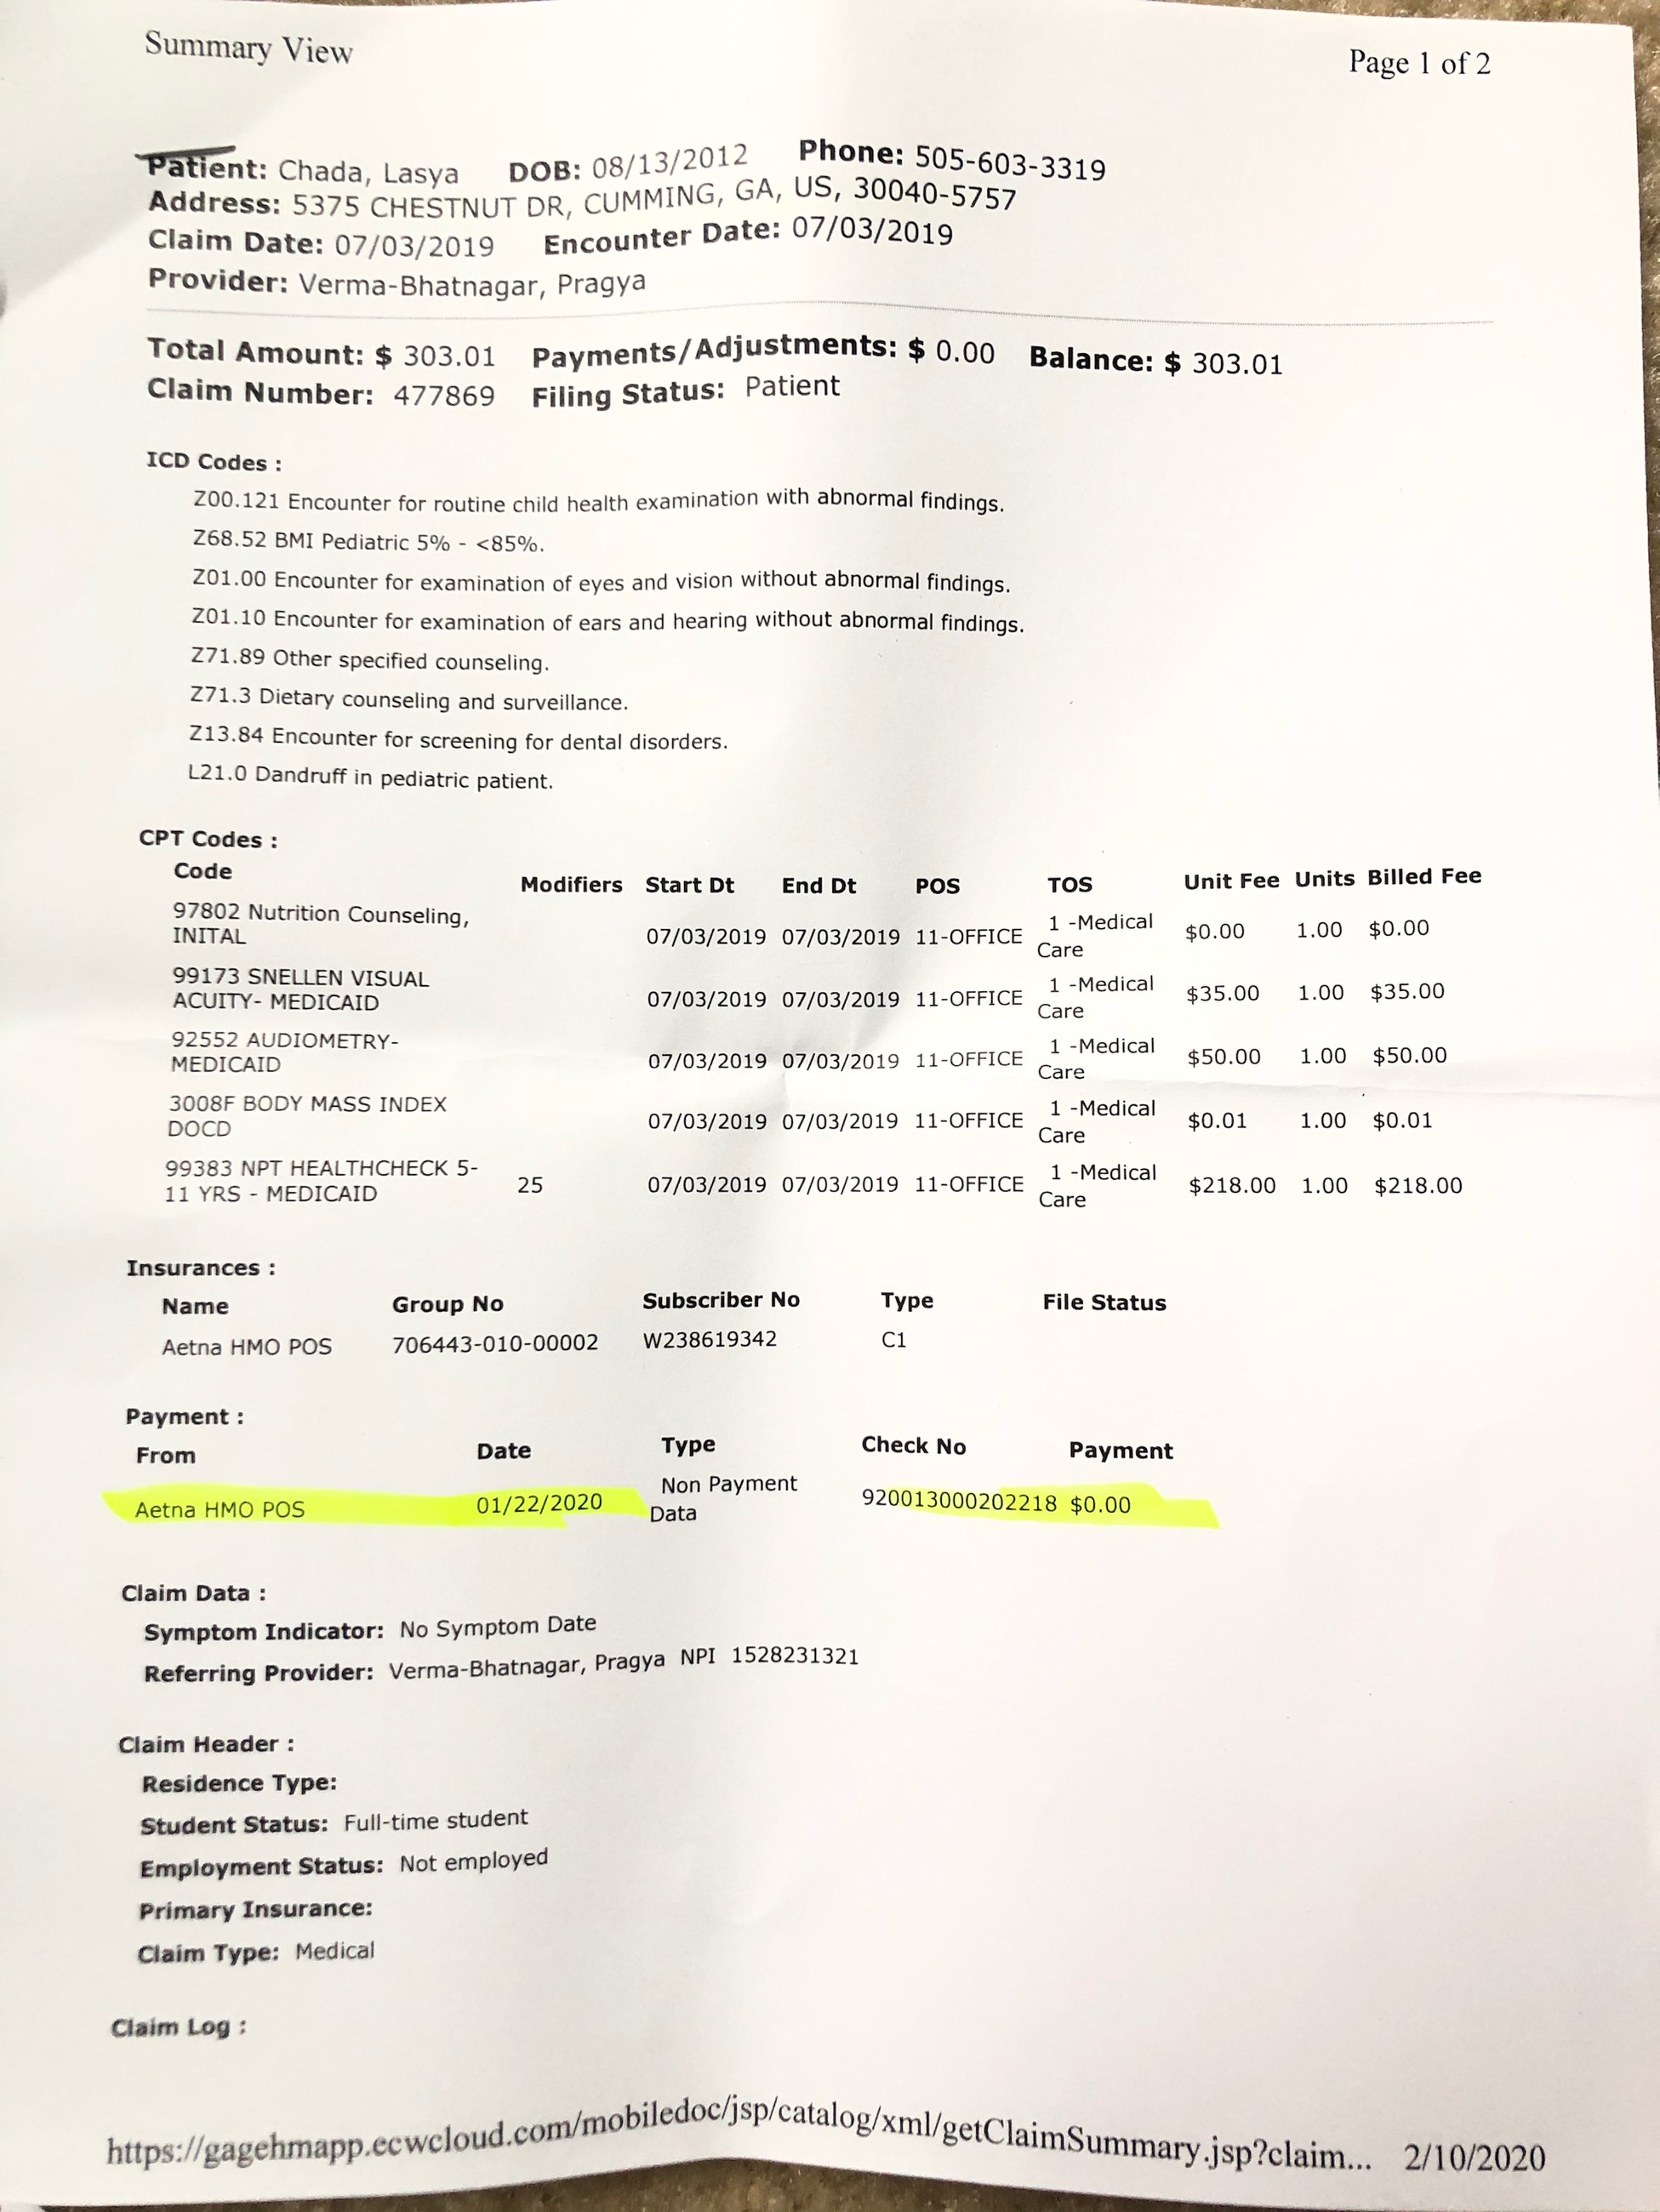 Summary View Page 1 of 2
Patient: Chada, Lasya DOB: 08/13/2012 Phone: 505-603-3319
Address: 5375 CHESTNUT DR, CUMMING, GA, US, 30040-5757
Claim Date: 07/03/2019 Encounter Date: 07/03/2019
Provider: Verma-Bhatnagar, Pragya
Total Amount: $ 303.01 Payments/Adjustments: $ 0.00 Balance: $ 303.01
Claim Number: 477869 Filing Status: Patient
ICD Codes :
Z00.121 Encounter for routine child health examination with abnormal findings.
Z68.52 BMI Pediatric 5% - <85%.
Z01.00 Encounter for examination of eyes and vision without abnormal findings.
Z01.10 Encounter for examination of ears and hearing without abnormal findings.
Z71.89 Other specified counseling.
Z71.3 Dietary counseling and surveillance.
Z13.84 Encounter for screening for dental disorders.
L21.0 Dandruff in pediatric patient.
CPT Codes :
Code Modifiers Start Dt End Dt POS TOS Unit Fee Units Billed Fee
97802 Nutrition Counseling, INITAL 07/03/2019 07/03/2019 11-OFFICE 1 -Medical Care $0.00 1.00 $0.00
99173 SNELLEN VISUAL ACUITY- MEDICAID 07/03/2019 07/03/2019 11-OFFICE 1 -Medical Care $35.00 1.00 $35.00
92552 AUDIOMETRY- MEDICAID 07/03/2019 07/03/2019 11-OFFICE 1 -Medical Care $50.00 1.00 $50.00
3008F BODY MASS INDEX DOCD 07/03/2019 07/03/2019 11-OFFICE 1 -Medical Care $0.01 1.00 $0.01
99383 NPT HEALTHCHECK 5-11 YRS - MEDICAID 25 07/03/2019 07/03/2019 11-OFFICE 1 -Medical Care $218.00 1.00 $218.00
Insurances :
Name Group No Subscriber No Type File Status
Aetna HMO POS 706443-010-00002 W238619342 C1
Payment :
From Date Type Check No Payment
Aetna HMO POS 01/22/2020 Non Payment Data 920013000202218 $0.00
Claim Data :
Symptom Indicator: No Symptom Date
Referring Provider: Verma-Bhatnagar, Pragya NPI 1528231321
Claim Header :
Residence Type:
Student Status: Full-time student
Employment Status: Not employed
Primary Insurance:
Claim Type: Medical
Claim Log :
https://gagehmapp.ecwcloud.com/mobiledoc/jsp/catalog/xml/getClaimSummary.jsp?claim... 2/10/2020